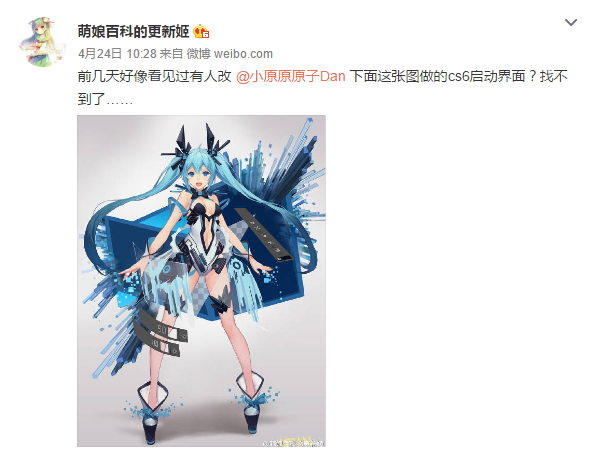 萌娘百科的更新姬
4月24日 10:28 来自 微博 weibo.com
前几天好像看见过有人改 @小原原原子Dan 下面这张图做的cs6启动界面？找不
到了……